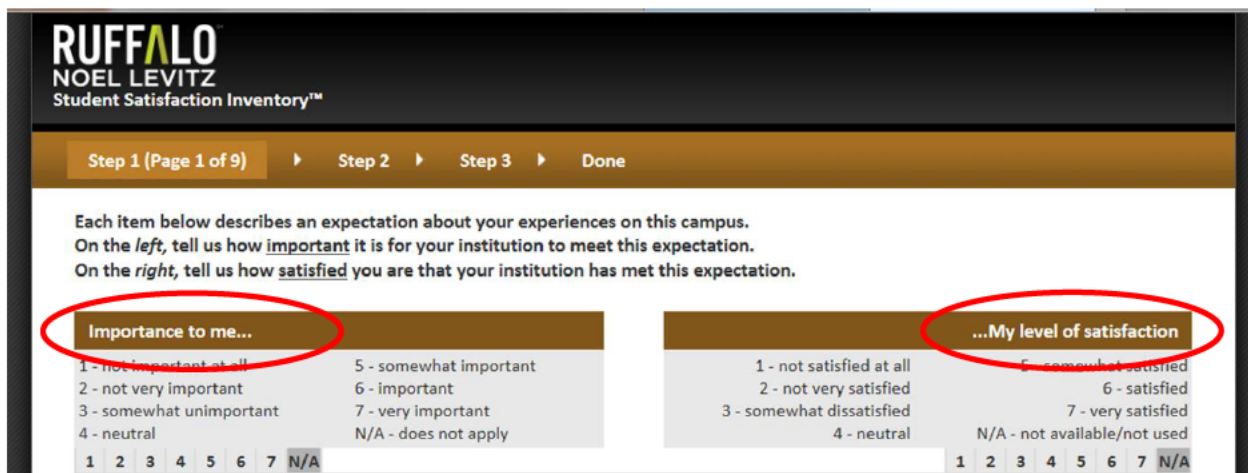 RUFFALO
NOEL LEVITZ
Student Satisfaction Inventory™
Step 1 (Page 1 of 9) Step 2 Step 3 Done
Each item below describes an expectation about your experiences on this campus.
On the left, tell us how important it is for your institution to meet this expectation.
On the right, tell us how satisfied you are that your institution has met this expectation.
Importance to me...
1 - not important at all 5 - somewhat important
2 - not very important 6 - important
3 - somewhat unimportant 7 - very important
4 - neutral N/A - does not apply
1 2 3 4 5 6 7 N/A
...My level of satisfaction
1 - not satisfied at all 5 - somewhat satisfied
2 - not very satisfied 6 - satisfied
3 - somewhat dissatisfied 7 - very satisfied
4 - neutral N/A - not available/not used
1 2 3 4 5 6 7 N/A